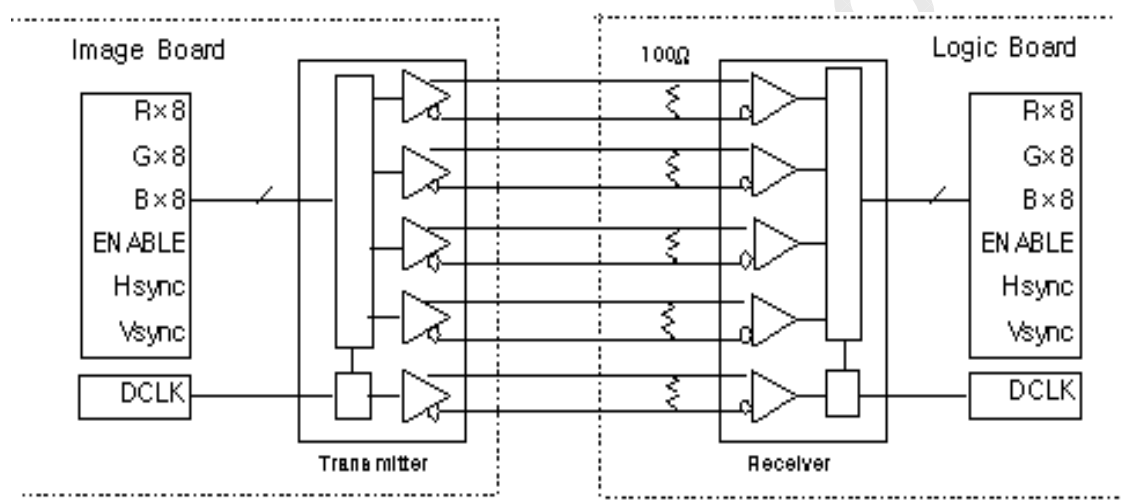 Image Board
100Ω
Logic Board
R×8
G×8
B×8
ENABLE
Hsync
Vsync
DCLK
R×8
G×8
B×8
ENABLE
Hsync
Vsync
DCLK
Transmitter
Receiver